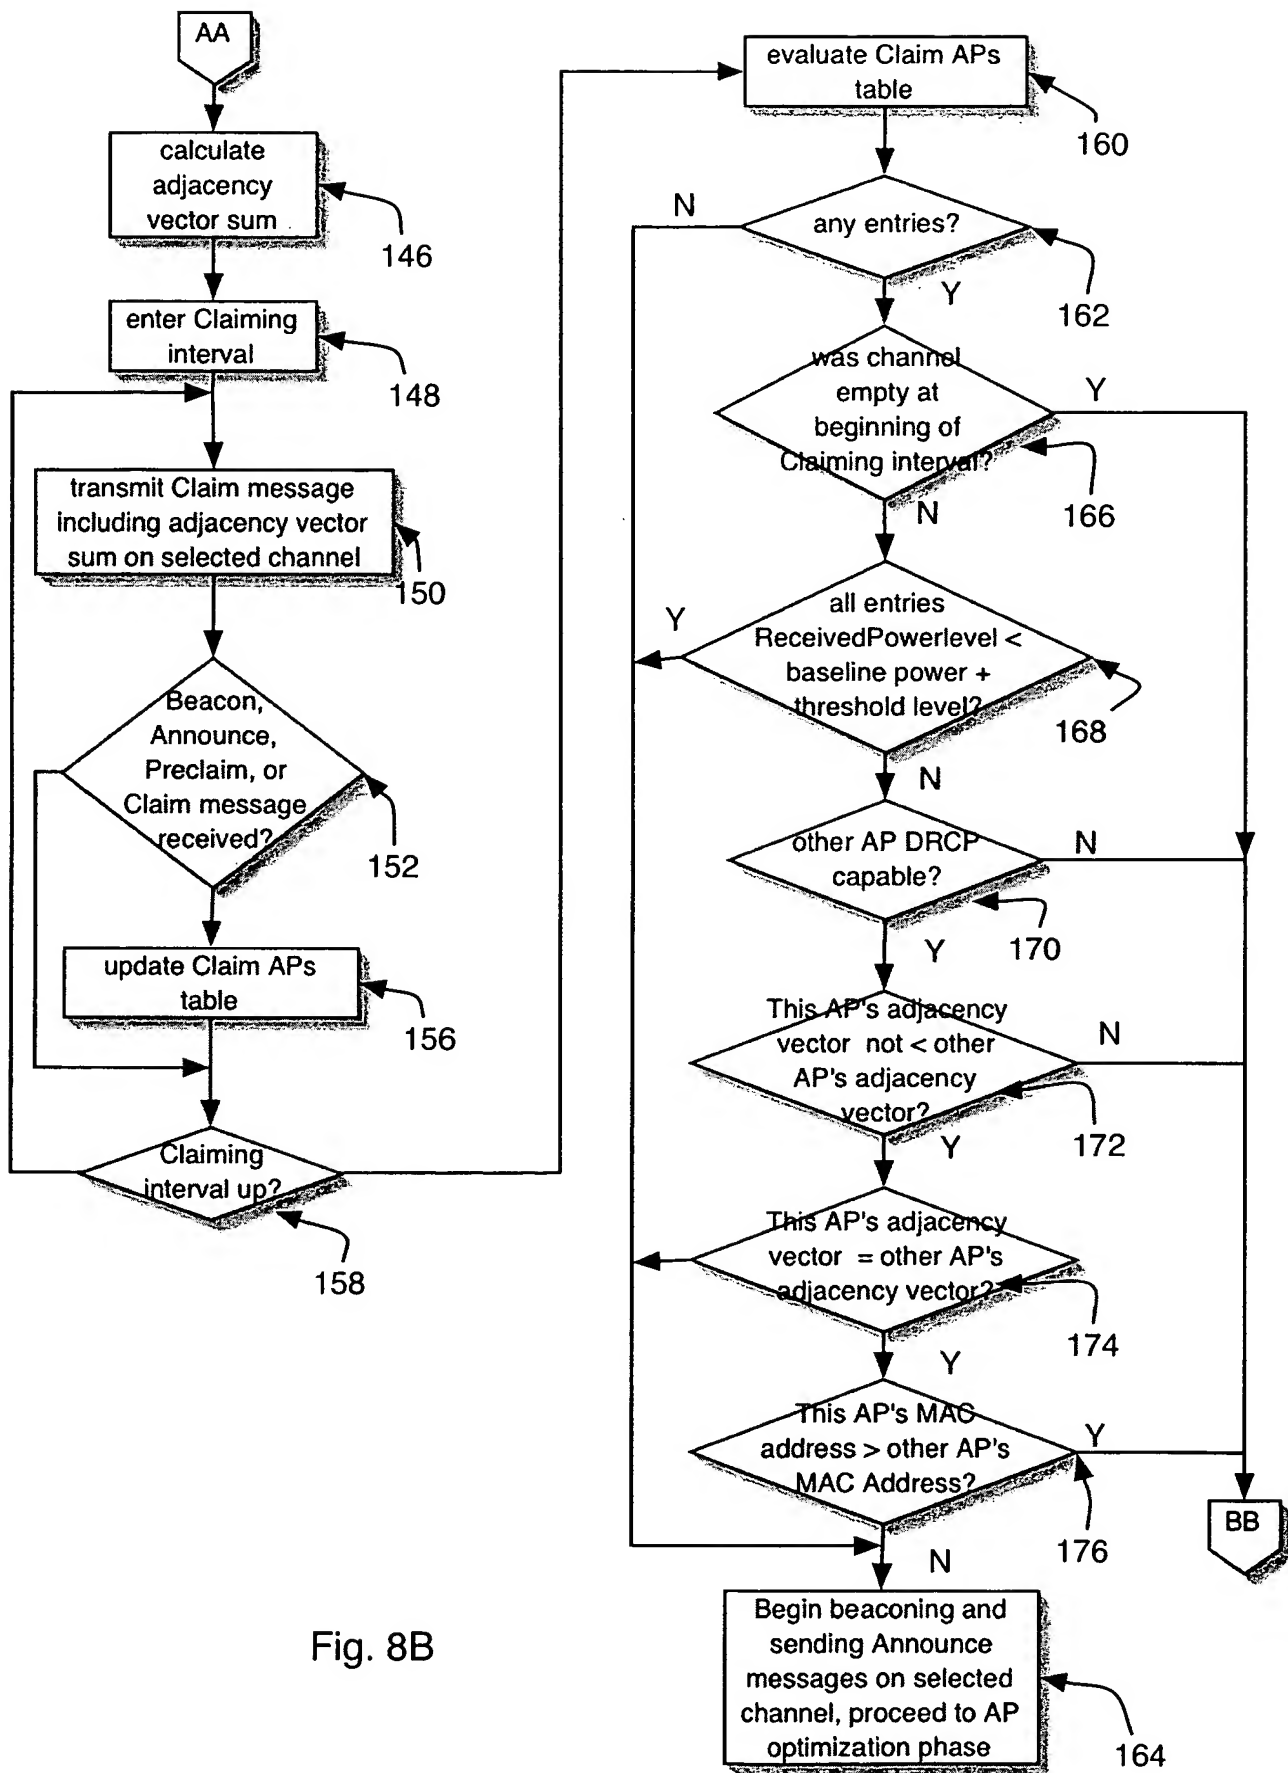 AA
calculate
adjacency
vector sum
146
enter Claiming
interval
148
transmit Claim message
including adjacency vector
sum on selected channel
150
Beacon,
Announce,
Preclaim, or
Claim message
received?
152
update Claim APs
table
156
Claiming
interval up?
158
evaluate Claim APs
table
160
N
any entries?
162
Y
was channel
empty at
beginning of
Claiming interval?
Y
166
N
Y
all entries
ReceivedPowerlevel <
baseline power +
threshold level?
168
N
other AP DRCP
capable?
N
170
Y
This AP's adjacency
vector not < other
AP's adjacency
vector?
N
172
Y
This AP's adjacency
vector = other AP's
adjacency vector?
174
Y
This AP's MAC
address > other AP's
MAC Address?
Y
176
BB
N
Begin beaconing and
sending Announce
messages on selected
channel, proceed to AP
optimization phase
164
Fig. 8B